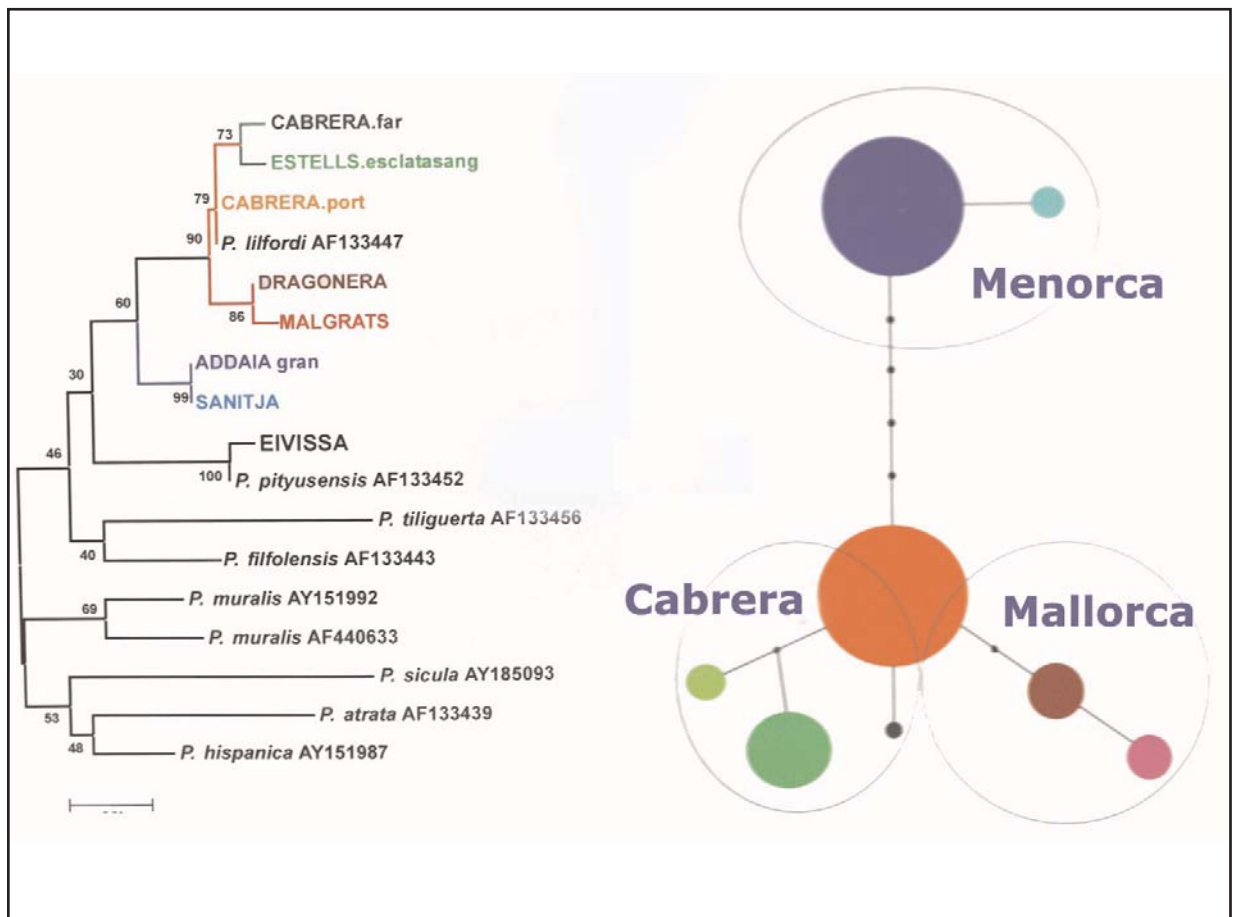 73
CABRERA.far
ESTELLS.esclatasang
79
CABRERA.port
90
P. lilfordi AF133447
DRAGONERA
86
MALGRATS
60
ADDAIA gran
99
SANITJA
30
EIVISSA
46
100
P. pityusensis AF133452
P. tiliguerta AF133456
40
P. filfolensis AF133443
69
P. muralis AY151992
P. muralis AF440633
P. sicula AY185093
53
P. atrata AF133439
48
P. hispanica AY151987
Menorca
Cabrera
Mallorca